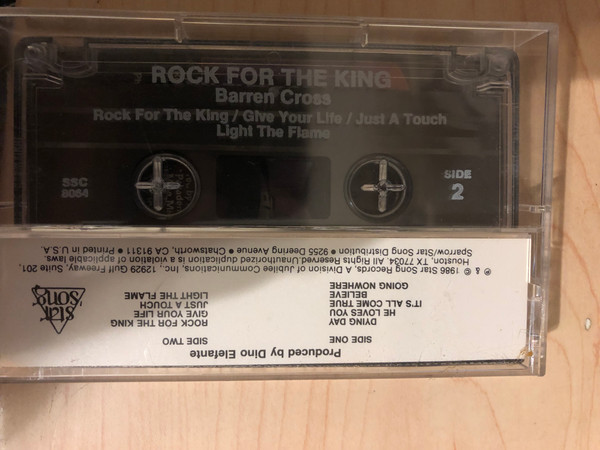 ROCK FOR THE KING
Barren Cross
Rock For The King / Give Your Life / Just A Touch
Light The Flame
SSC
8064
SIDE
2
Produced by Dino Elefante
SIDE ONE
DYING DAY
HE LOVES YOU
IT'S ALL COME TRUE
BELIEVE
GOING NOWHERE
SIDE TWO
ROCK FOR THE KING
GIVE YOUR LIFE
JUST A TOUCH
LIGHT THE FLAME
star
song
℗ & © 1986 Star Song Records, A Division of Jubilee Communications, Inc., 12929 Gulf Freeway, Suite 201,
Houston, TX 77034. All Rights Reserved. Unauthorized duplication is a violation of applicable laws.
Sparrow/Star Song Distribution • 9255 Deering Avenue • Chatsworth, CA 91311 • Printed in U.S.A.